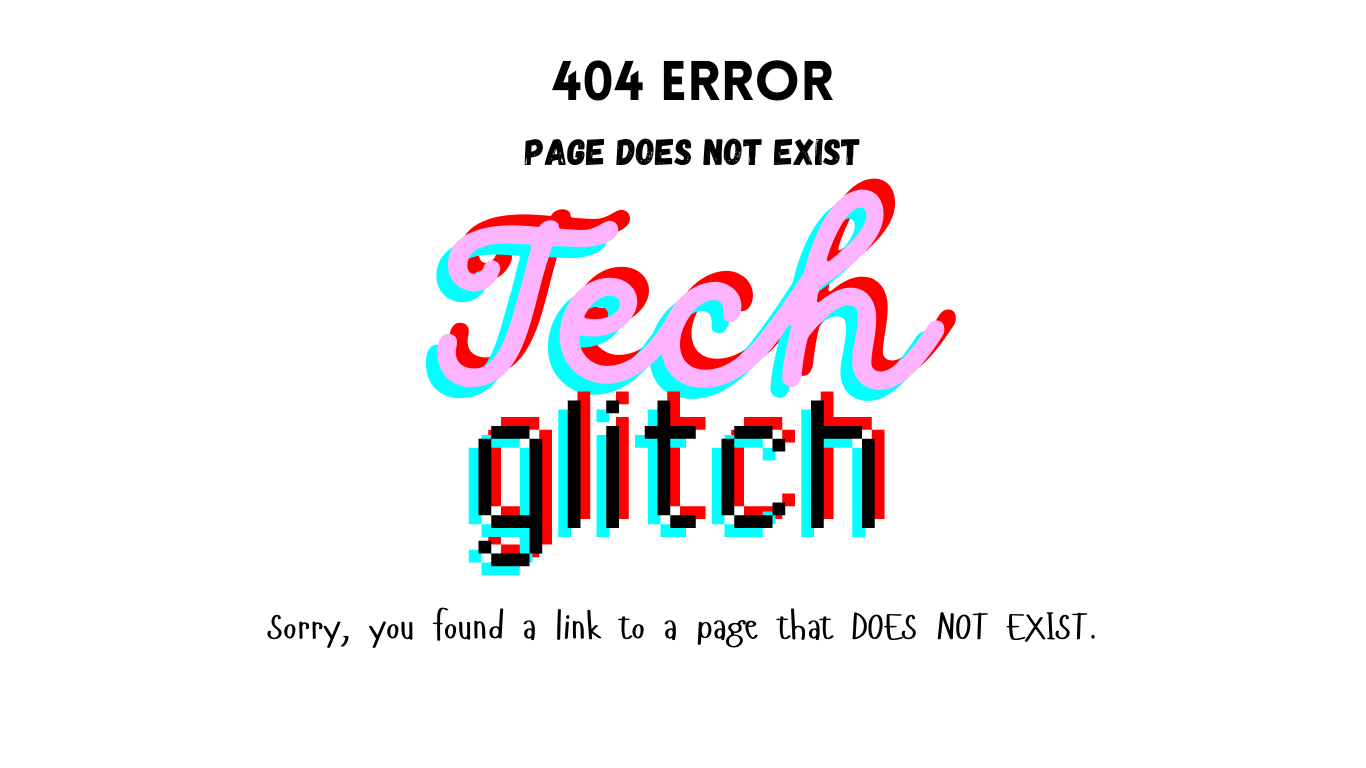 404 ERROR
PAGE DOES NOT EXIST
Tech
glitch
Sorry, you found a link to a page that DOES NOT EXIST.